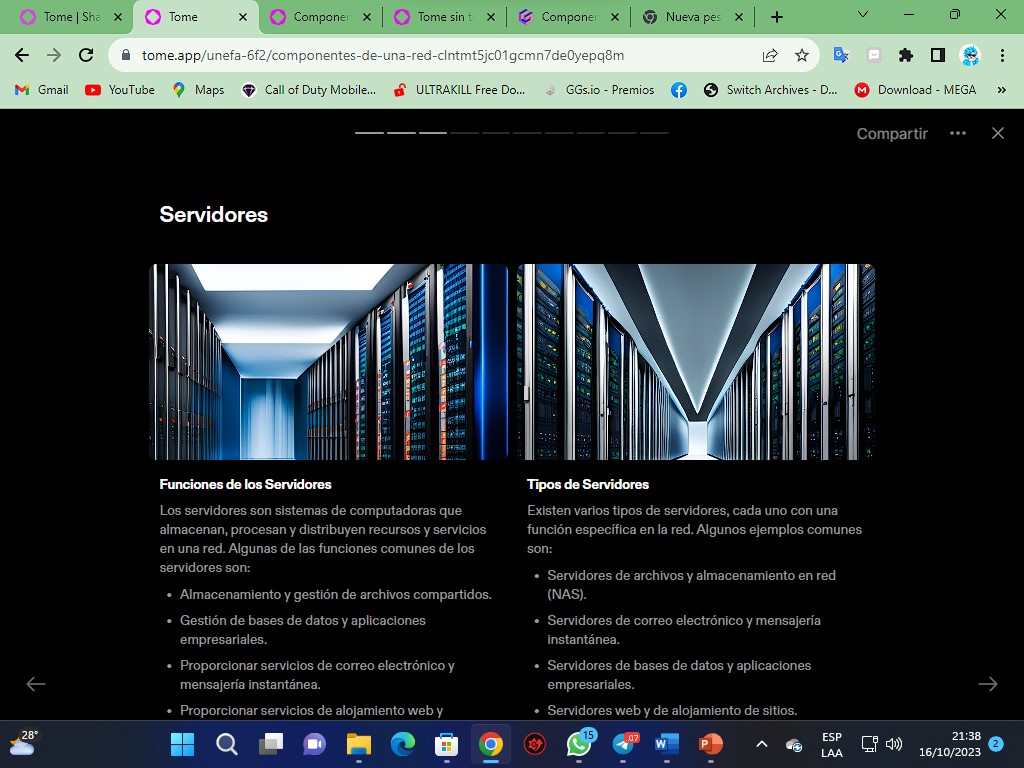 Tome | Sha
Tome
Componen
Tome sin t
Componen
Nueva pes
tome.app/unefa-6f2/componentes-de-una-red-clntmt5jc01gcmn7de0yepq8m
Gmail
YouTube
Maps
Call of Duty Mobile...
ULTRAKILL Free Do...
GGs.io - Premios
Switch Archives - D...
Download - MEGA
»
Compartir
Servidores
Funciones de los Servidores
Los servidores son sistemas de computadoras que
almacenan, procesan y distribuyen recursos y servicios
en una red. Algunas de las funciones comunes de los
servidores son:
• Almacenamiento y gestión de archivos compartidos.
• Gestión de bases de datos y aplicaciones
empresariales.
• Proporcionar servicios de correo electrónico y
mensajería instantánea.
• Proporcionar servicios de alojamiento web y
Tipos de Servidores
Existen varios tipos de servidores, cada uno con una
función específica en la red. Algunos ejemplos comunes
son:
• Servidores de archivos y almacenamiento en red
(NAS).
• Servidores de correo electrónico y mensajería
instantánea.
• Servidores de bases de datos y aplicaciones
empresariales.
• Servidores web y de alojamiento de sitios.
28°
15
07
ESP
LAA
21:38
16/10/2023
2